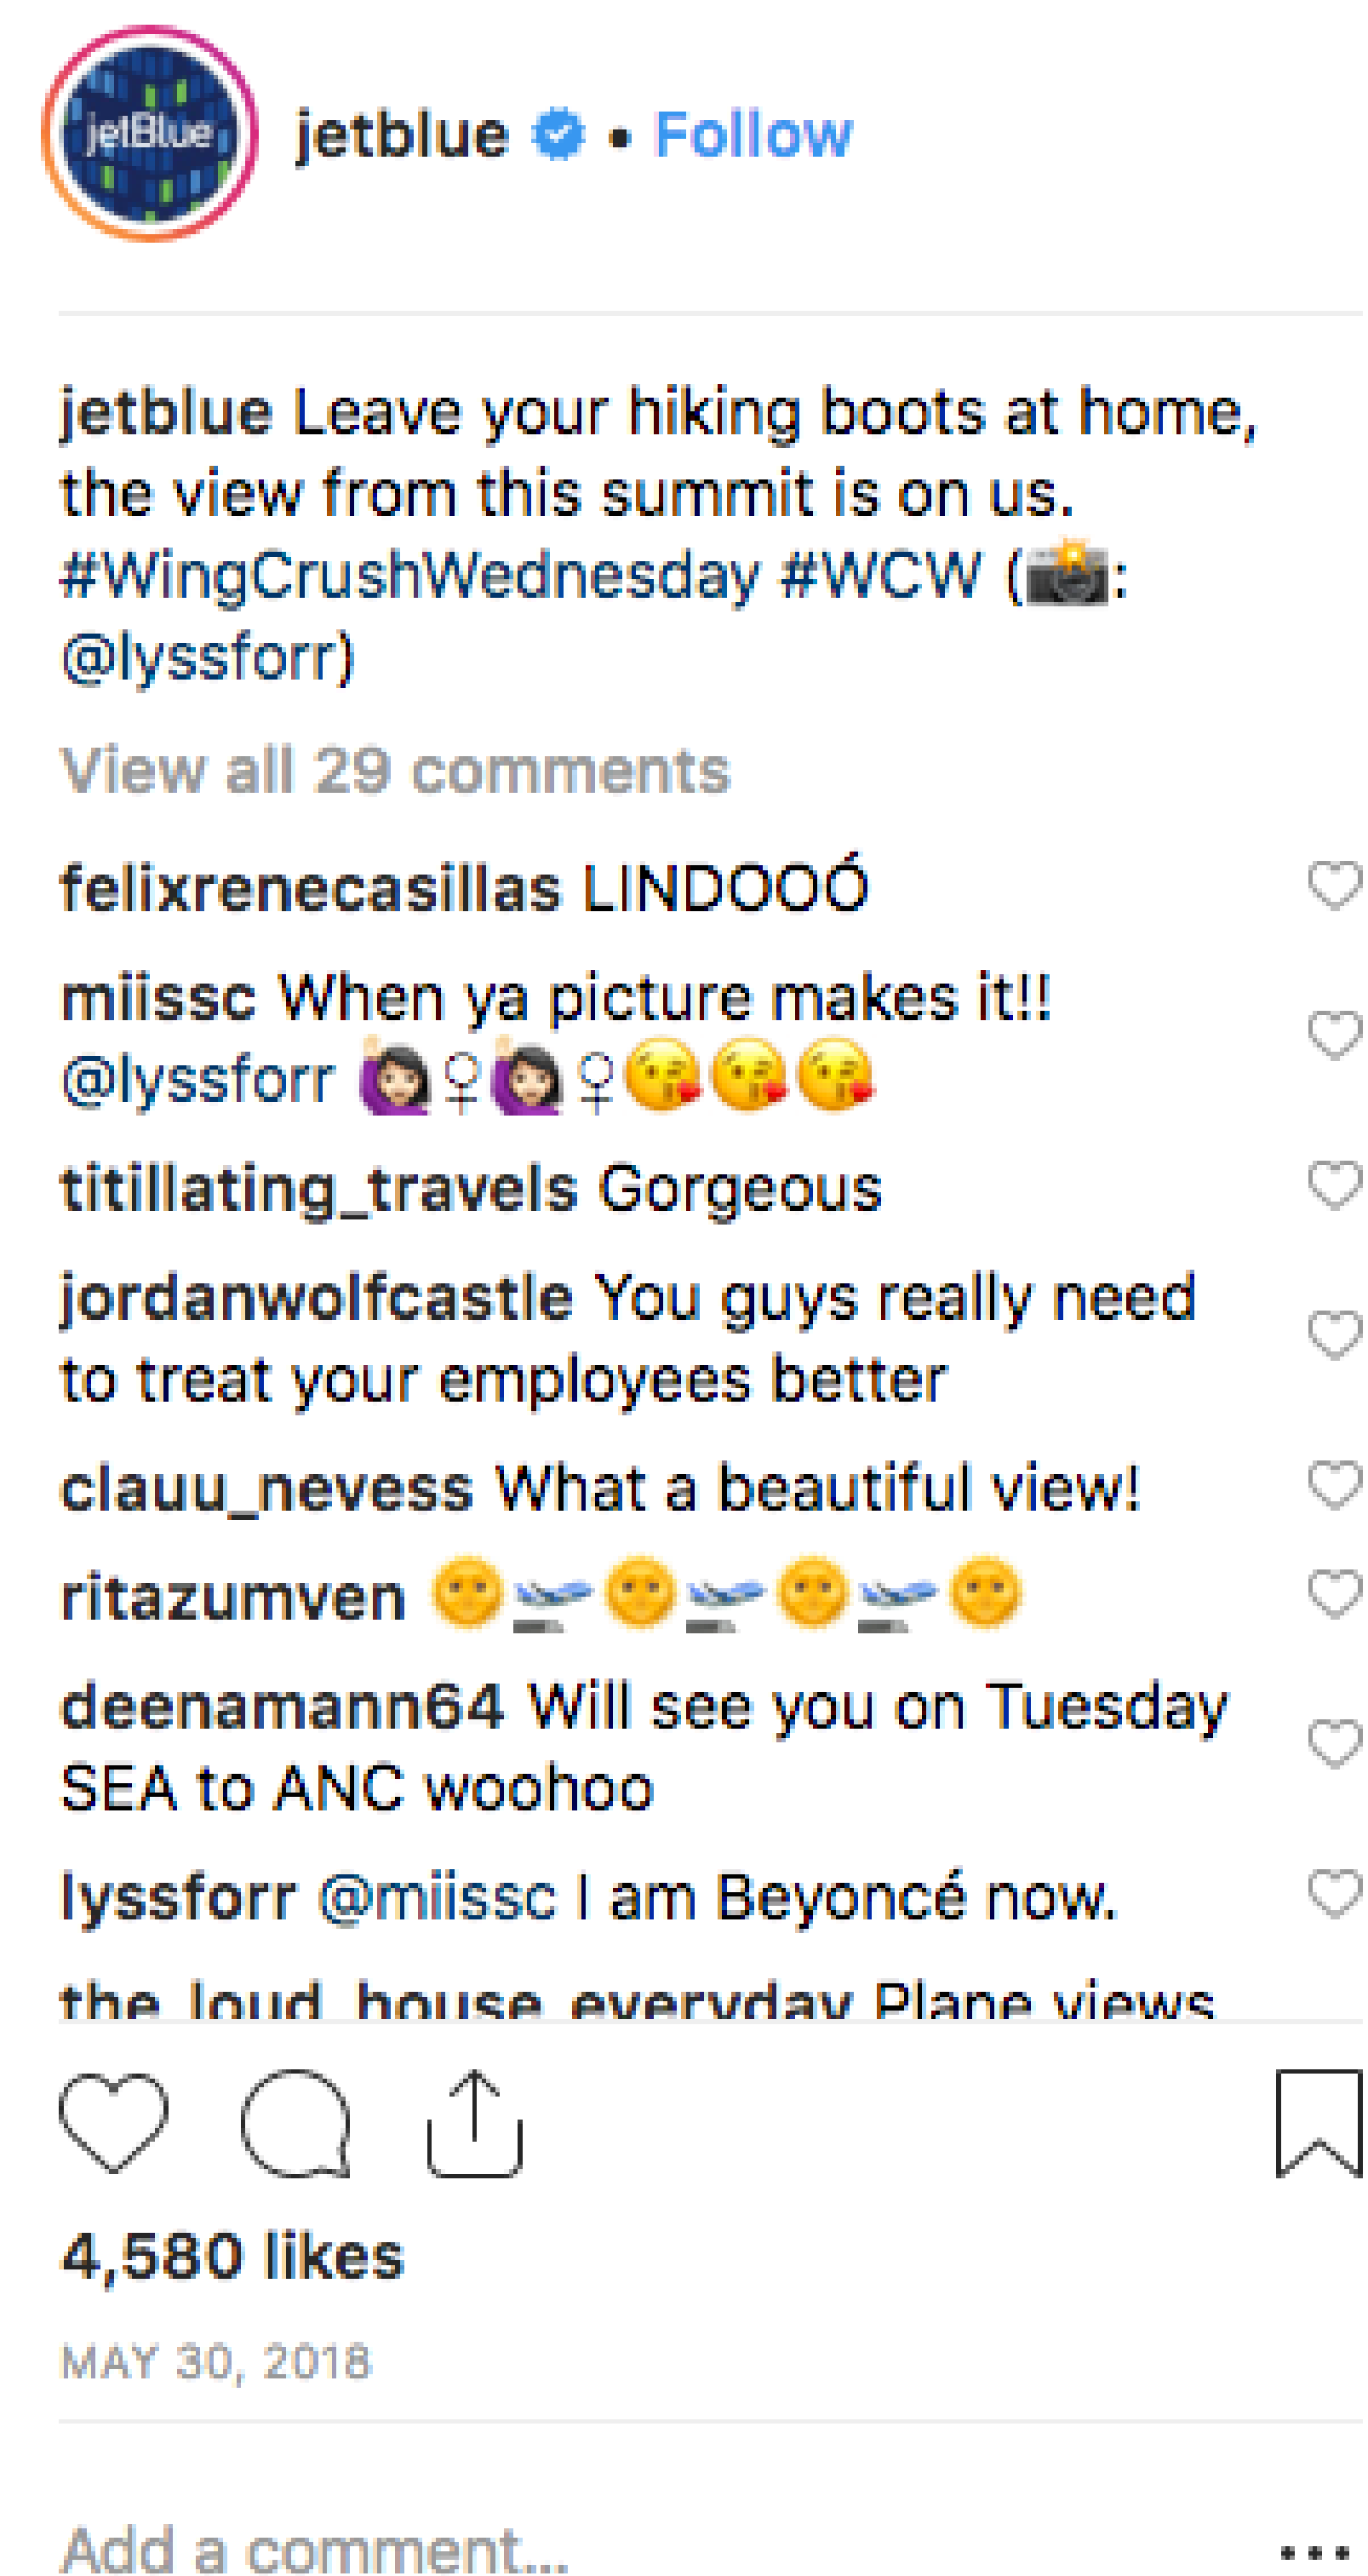 jetBlue
jetblue • Follow
jetblue Leave your hiking boots at home,
the view from this summit is on us.
#WingCrushWednesday #WCW (📸:
@lyssforr)
View all 29 comments
felixrenecasillas LINDOOÓ
miissc When ya picture makes it!!
@lyssforr 🙋🏻♀🙋🏻♀😘😘😘
titillating_travels Gorgeous
jordanwolfcastle You guys really need
to treat your employees better
clauu_nevess What a beautiful view!
ritazumven 🌞🛫🌞🛫🌞🛫🌞
deenamann64 Will see you on Tuesday
SEA to ANC woohoo
lyssforr @miissc I am Beyoncé now.
the_loud_house_everyday Plane views
4,580 likes
MAY 30, 2018
Add a comment...